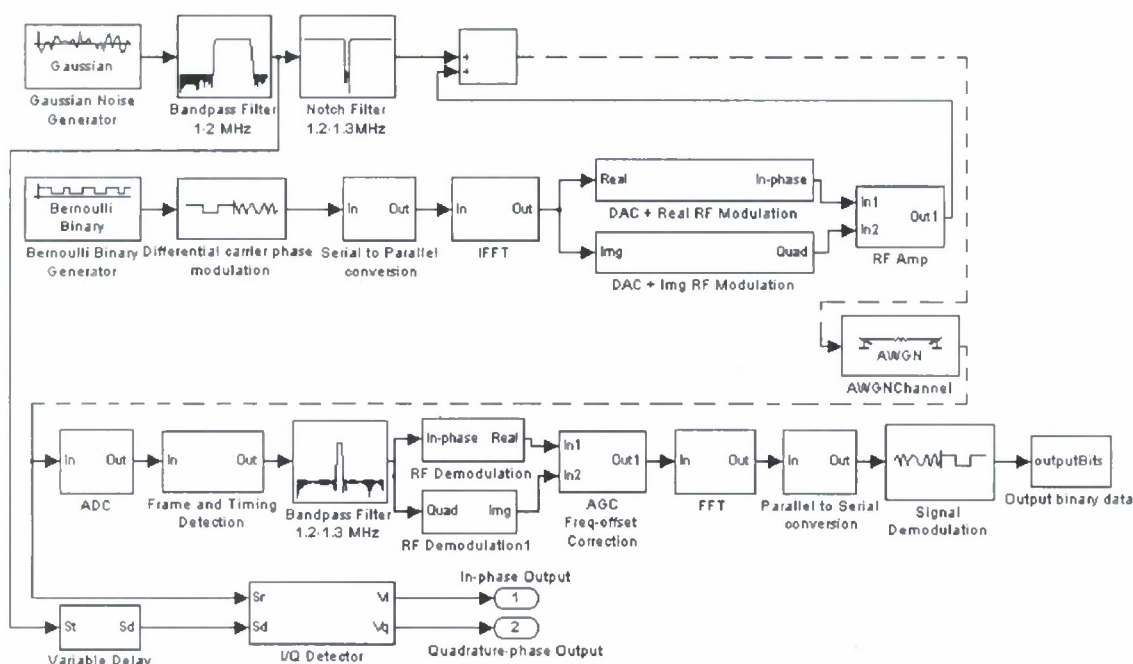 Gaussian
Gaussian Noise
Generator
Bandpass Filter
1-2 MHz
Notch Filter
1.2-1.3MHz
+
+
Bernoulli
Binary
Bernoulli Binary
Generator
Differential carrier phase
modulation
In Out
Serial to Parallel
conversion
In Out
IFFT
Real In-phase
DAC + Real RF Modulation
Img Quad
DAC + Img RF Modulation
In1
In2
Out1
RF Amp
AWGN
AWGNChannel
In Out
ADC
In Out
Frame and Timing
Detection
Bandpass Filter
1.2-1.3 MHz
In-phase Real
RF Demodulation
Quad Img
RF Demodulation1
In1
In2
Out1
AGC
Freq-offset
Correction
In Out
FFT
In Out
Parallel to Serial
conversion
Signal
Demodulation
outputBits
Output binary data
St Sd
Variable Delay
Sr VI
Sd Vq
I/Q Detector
In-phase Output
1
2
Quadrature-phase Output